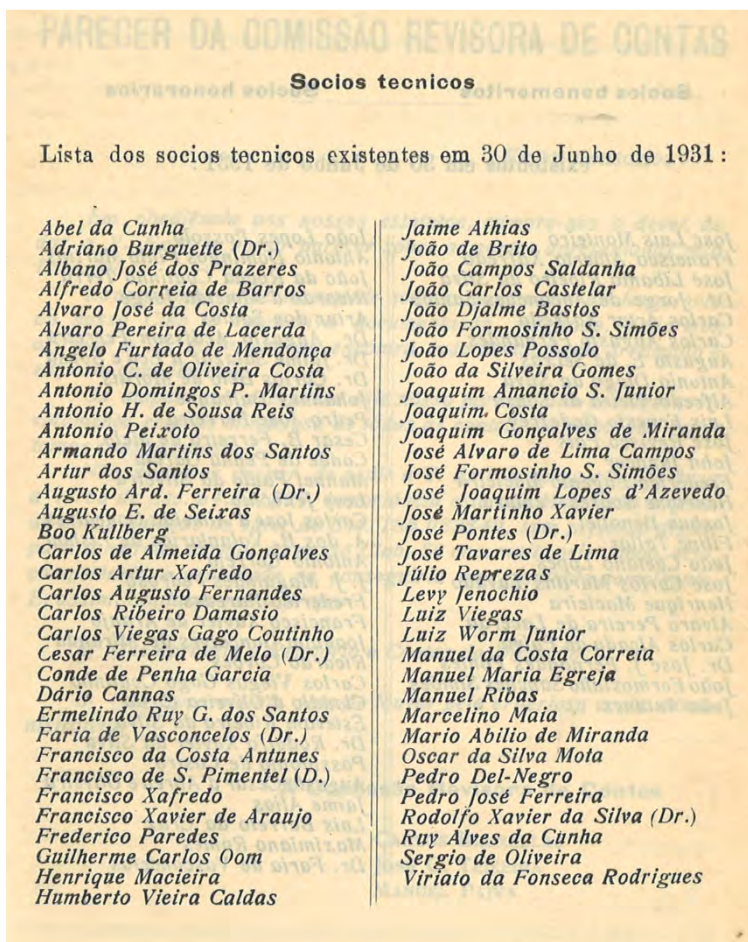 Socios tecnicos
Lista dos socios tecnicos existentes em 30 de Junho de 1931 :
Abel da Cunha
Adriano Burguette (Dr.)
Albano José dos Prazeres
Alfredo Correia de Barros
Alvaro José da Costa
Alvaro Pereira de Lacerda
Angelo Furtado de Mendonça
Antonio C. de Oliveira Costa
Antonio Domingos P. Martins
Antonio H. de Sousa Reis
Antonio Peixoto
Armando Martins dos Santos
Artur dos Santos
Augusto Ard. Ferreira (Dr.)
Augusto E. de Seixas
Boo Kullberg
Carlos de Almeida Gonçalves
Carlos Artur Xafredo
Carlos Augusto Fernandes
Carlos Ribeiro Damasio
Carlos Viegas Gago Coutinho
Cesar Ferreira de Melo (Dr.)
Conde de Penha Garcia
Dário Cannas
Ermelindo Ruy G. dos Santos
Faria de Vasconcelos (Dr.)
Francisco da Costa Antunes
Francisco de S. Pimentel (D.)
Francisco Xafredo
Francisco Xavier de Araujo
Frederico Paredes
Guilherme Carlos Oom
Henrique Macieira
Humberto Vieira Caldas
Jaime Athias
João de Brito
João Campos Saldanha
João Carlos Castelar
João Djalme Bastos
João Formosinho S. Simões
João Lopes Possolo
João da Silveira Gomes
Joaquim Amancio S. Junior
Joaquim Costa
Joaquim Gonçalves de Miranda
José Alvaro de Lima Campos
José Formosinho S. Simões
José Joaquim Lopes d'Azevedo
José Martinho Xavier
José Pontes (Dr.)
José Tavares de Lima
Júlio Reprezas
Levy Jenochio
Luiz Viegas
Luiz Worm Junior
Manuel da Costa Correia
Manuel Maria Egreja
Manuel Ribas
Marcelino Maia
Mario Abilio de Miranda
Oscar da Silva Mota
Pedro Del-Negro
Pedro José Ferreira
Rodolfo Xavier da Silva (Dr.)
Ruy Alves da Cunha
Sergio de Oliveira
Viriato da Fonseca Rodrigues